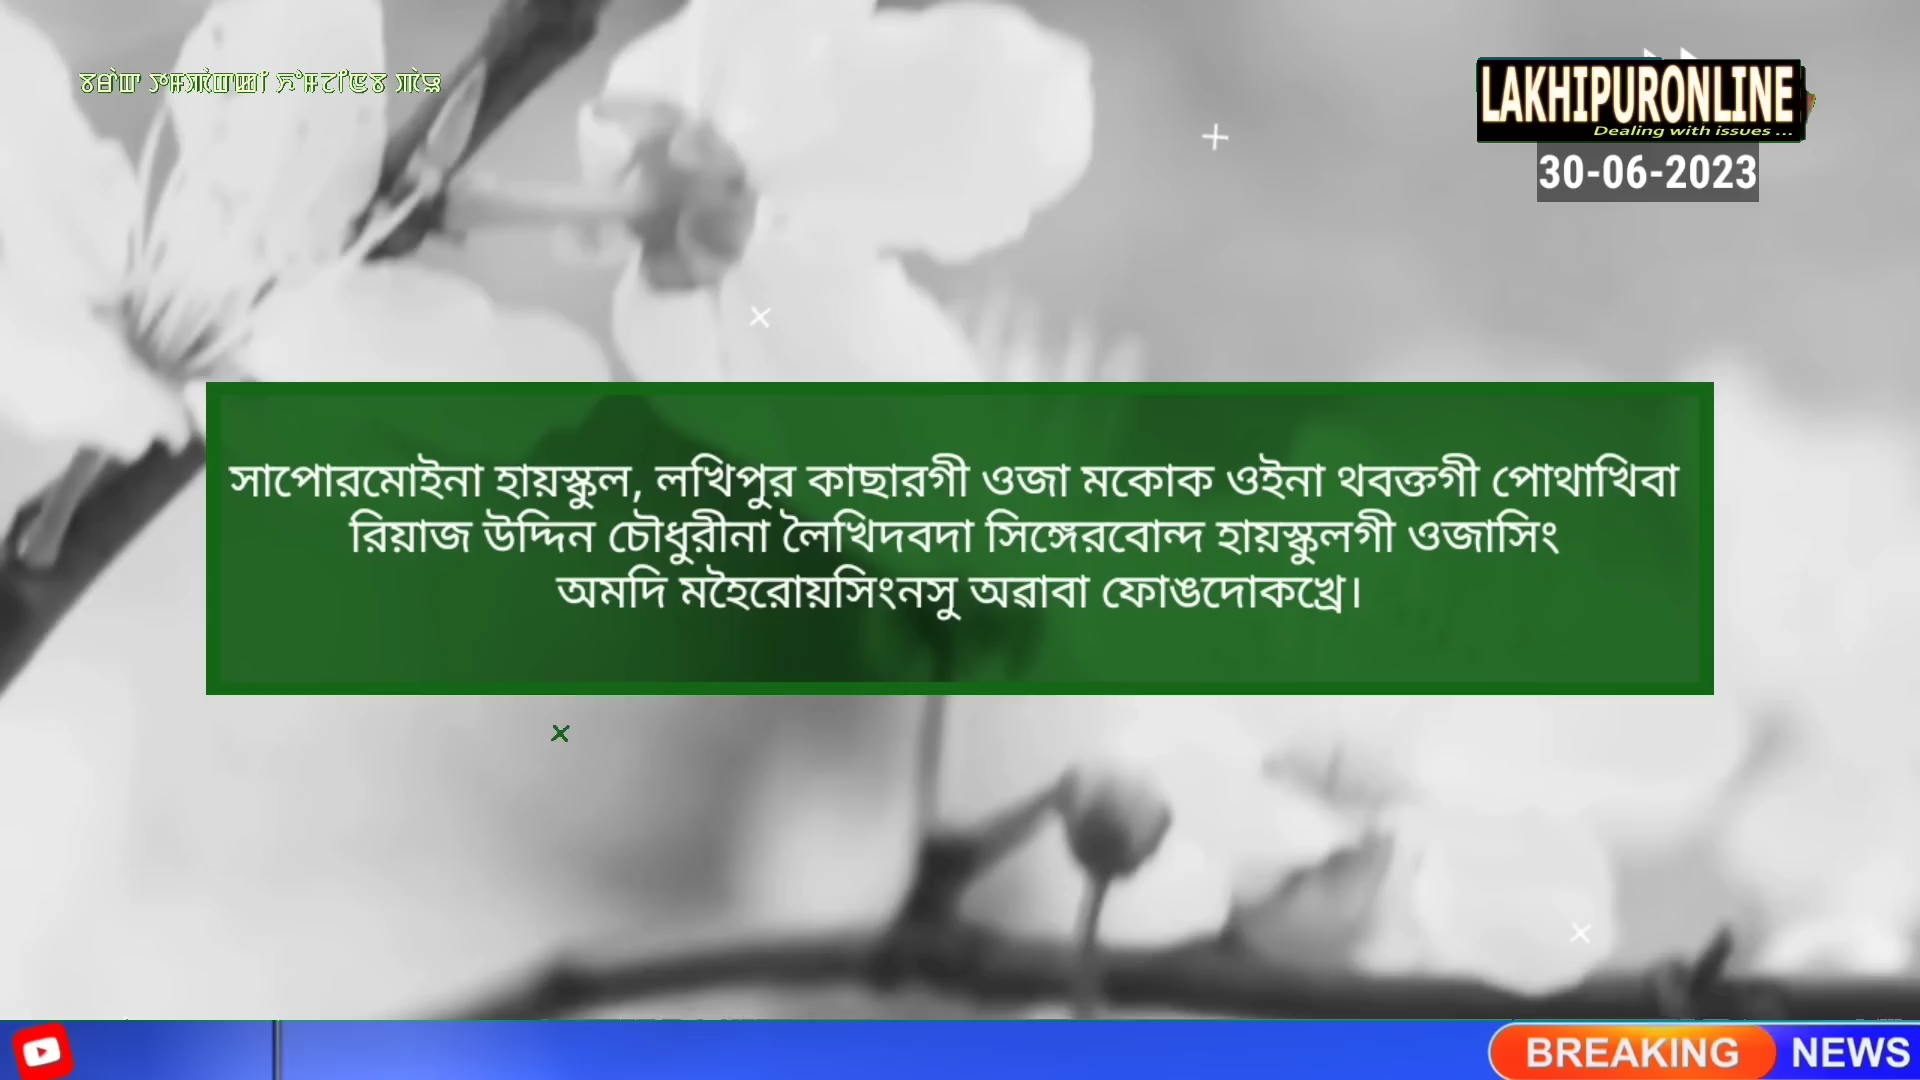 LAKHIPURONLINE
Dealing with issues ...
30-06-2023
সাপোরমোইনা হায়স্কুল, লখিপুর কাছারগী ওজা মকোক ওইনা থবক্তগী পোথাখিবা
রিয়াজ উদ্দিন চৌধুরীনা লৈখিদবদা সিঙ্গেরবোন্দ হায়স্কুলগী ওজাসিং
অমদি মহৈরোয়সিংনসু অৱাবা ফোঙদোকখ্রে।
BREAKING NEWS